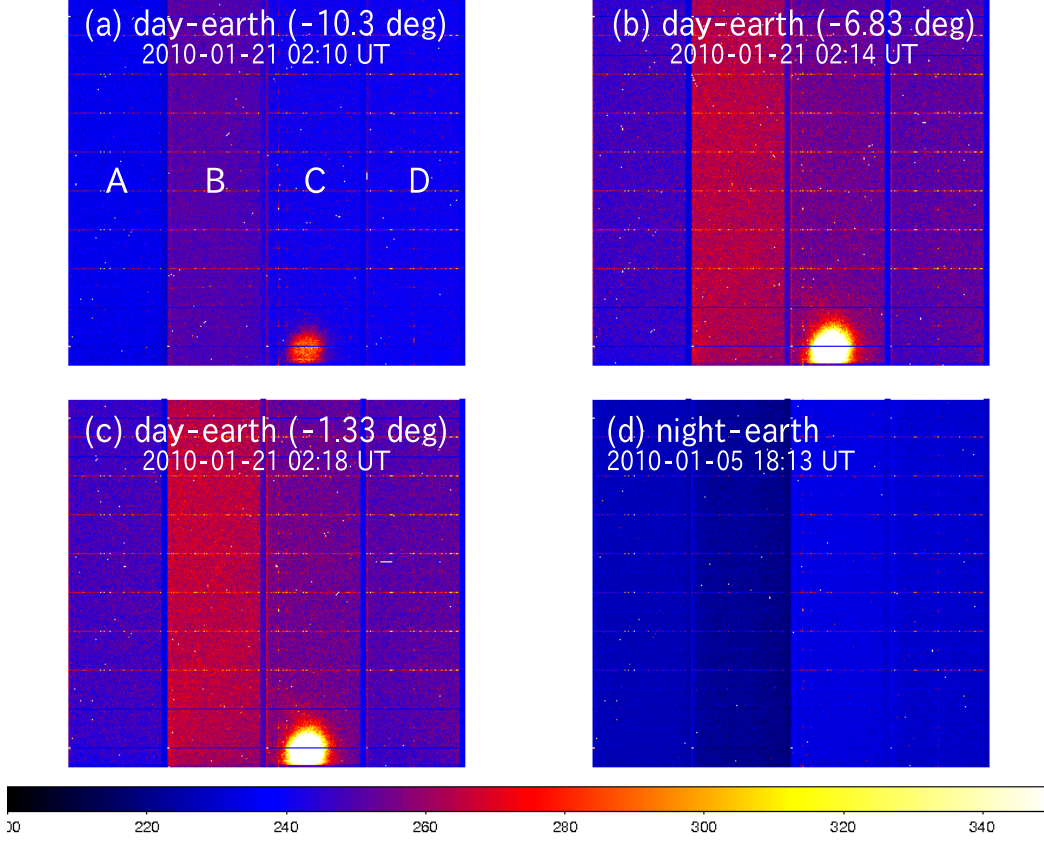 (a) day-earth (-10.3 deg)
2010-01-21 02:10 UT
(b) day-earth (-6.83 deg)
2010-01-21 02:14 UT
A B C D
(c) day-earth (-1.33 deg)
2010-01-21 02:18 UT
(d) night-earth
2010-01-05 18:13 UT
00 220 240 260 280 300 320 340